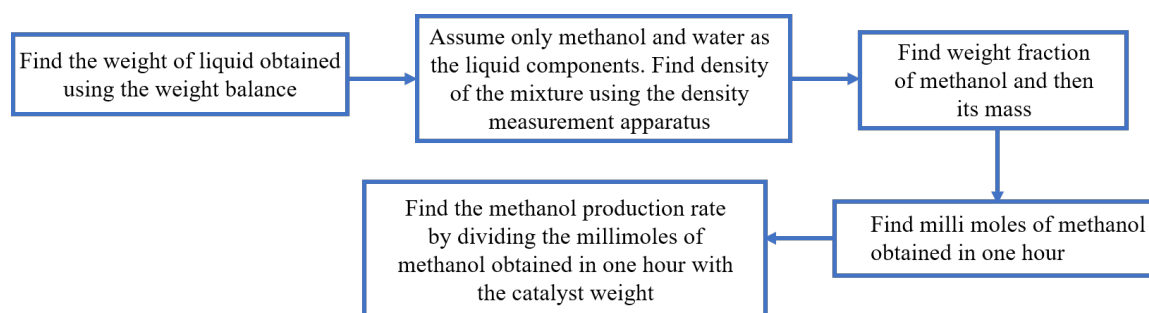 Find the weight of liquid obtained
using the weight balance
Assume only methanol and water as
the liquid components. Find density
of the mixture using the density
measurement apparatus
Find weight fraction
of methanol and then
its mass
Find milli moles of methanol
obtained in one hour
Find the methanol production rate
by dividing the millimoles of
methanol obtained in one hour with
the catalyst weight